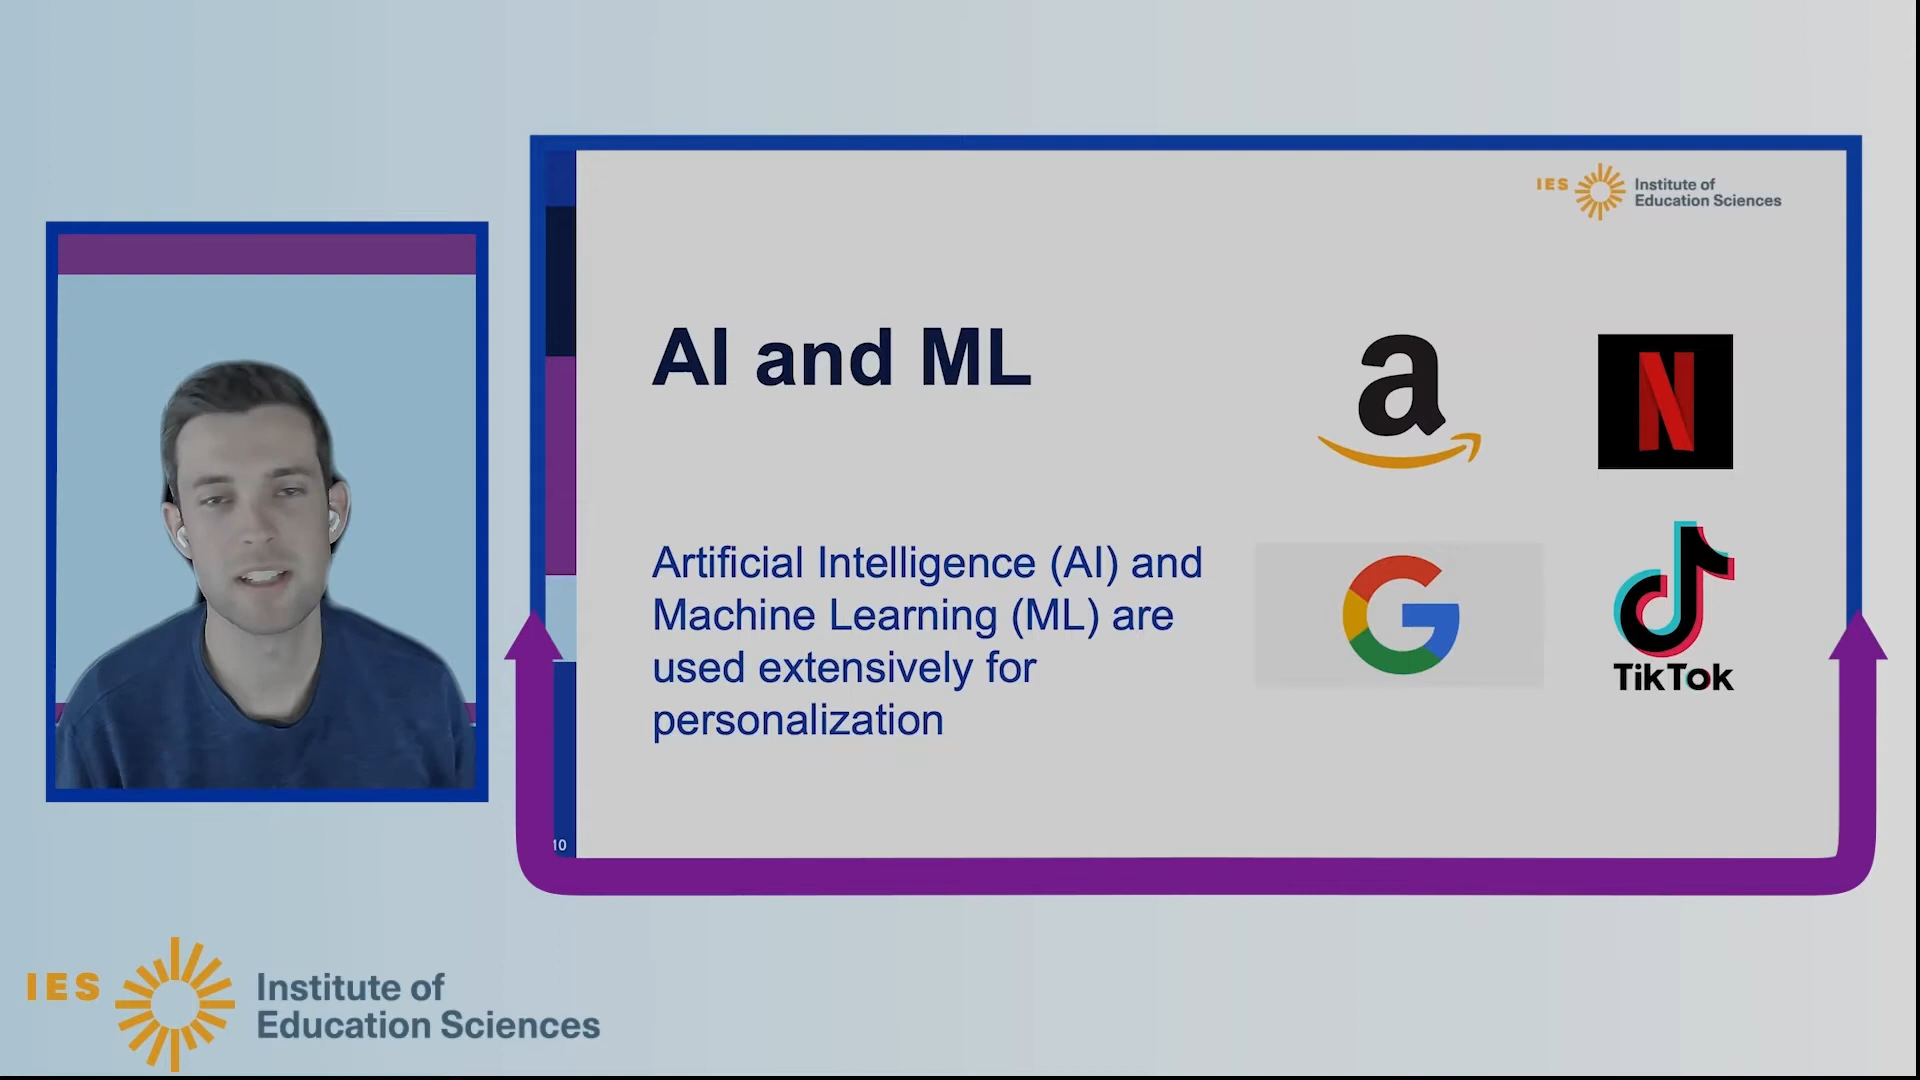 IES
Institute of
Education Sciences
AI and ML
a
N
Artificial Intelligence (AI) and
Machine Learning (ML) are
used extensively for
personalization
G
TikTok
10
IES
Institute of
Education Sciences